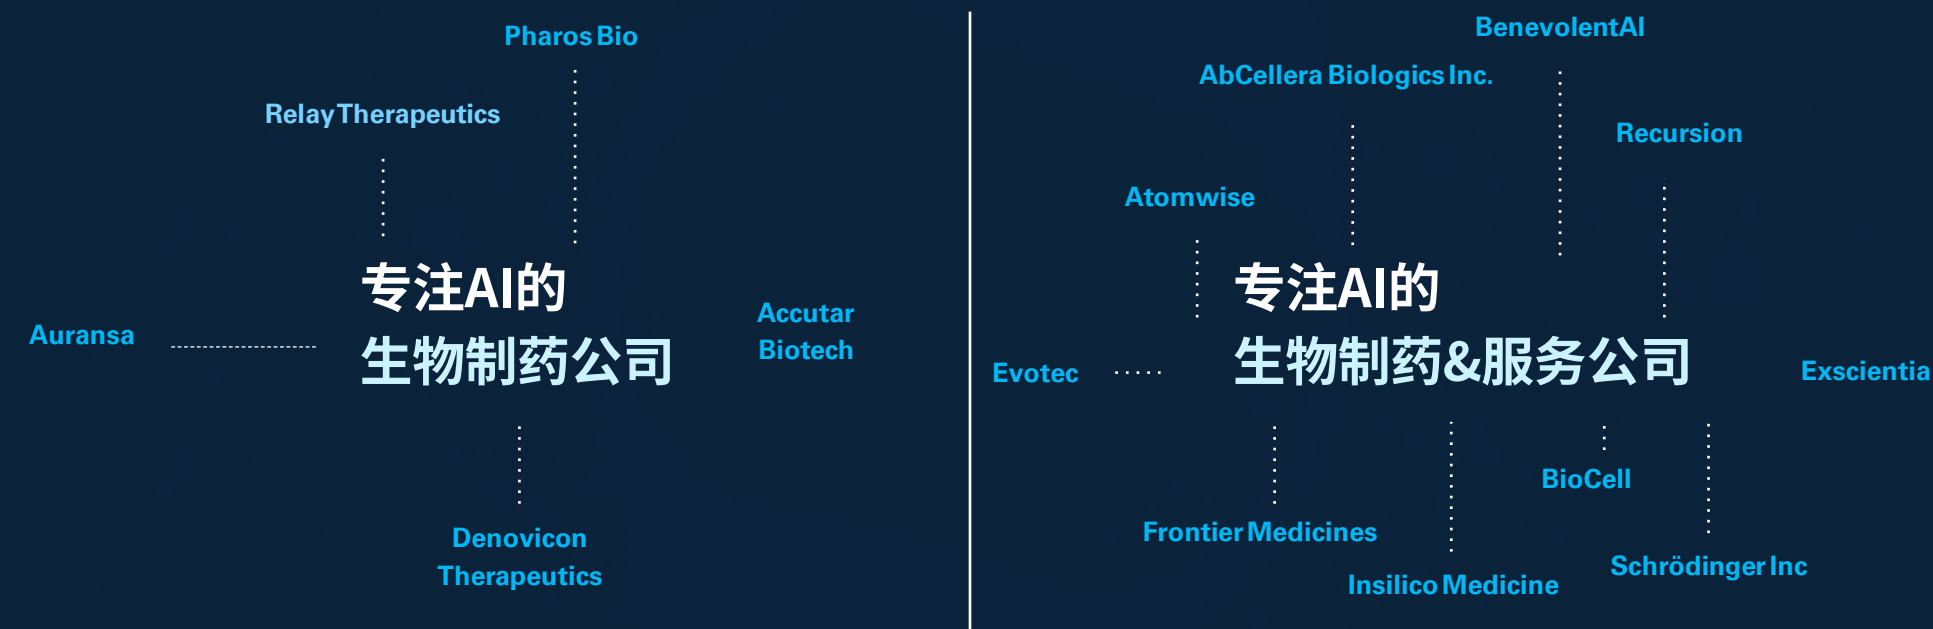 Pharos Bio
Relay Therapeutics
专注AI的
生物制药公司
Auransa
Accutar
Biotech
Denovicon
Therapeutics
BenevolentAI
AbCellera Biologics Inc.
Recursion
Atomwise
专注AI的
生物制药&服务公司
Evotec
Exscientia
BioCell
Frontier Medicines
Schrödinger Inc
Insilico Medicine